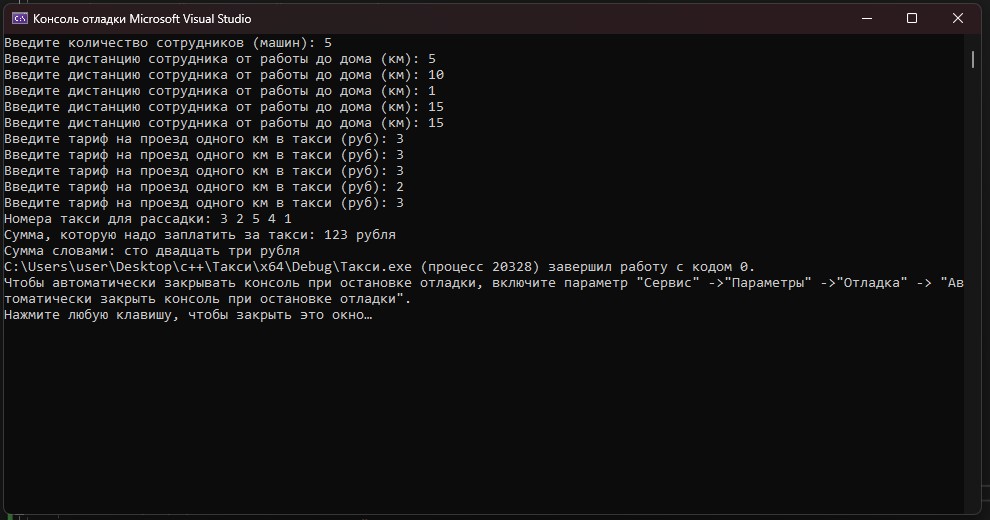 Консоль отладки Microsoft Visual Studio
Введите количество сотрудников (машин): 5
Введите дистанцию сотрудника от работы до дома (км): 5
Введите дистанцию сотрудника от работы до дома (км): 10
Введите дистанцию сотрудника от работы до дома (км): 1
Введите дистанцию сотрудника от работы до дома (км): 15
Введите дистанцию сотрудника от работы до дома (км): 15
Введите тариф на проезд одного км в такси (руб): 3
Введите тариф на проезд одного км в такси (руб): 3
Введите тариф на проезд одного км в такси (руб): 3
Введите тариф на проезд одного км в такси (руб): 2
Введите тариф на проезд одного км в такси (руб): 3
Номера такси для рассадки: 3 2 5 4 1
Сумма, которую надо заплатить за такси: 123 рубля
Сумма словами: сто двадцать три рубля
C:\Users\user\Desktop\c++\Такси\x64\Debug\Такси.exe (процесс 20328) завершил работу с кодом 0.
Чтобы автоматически закрывать консоль при остановке отладки, включите параметр "Сервис" ->"Параметры" ->"Отладка" -> "Ав
томатически закрыть консоль при остановке отладки".
Нажмите любую клавишу, чтобы закрыть это окно…